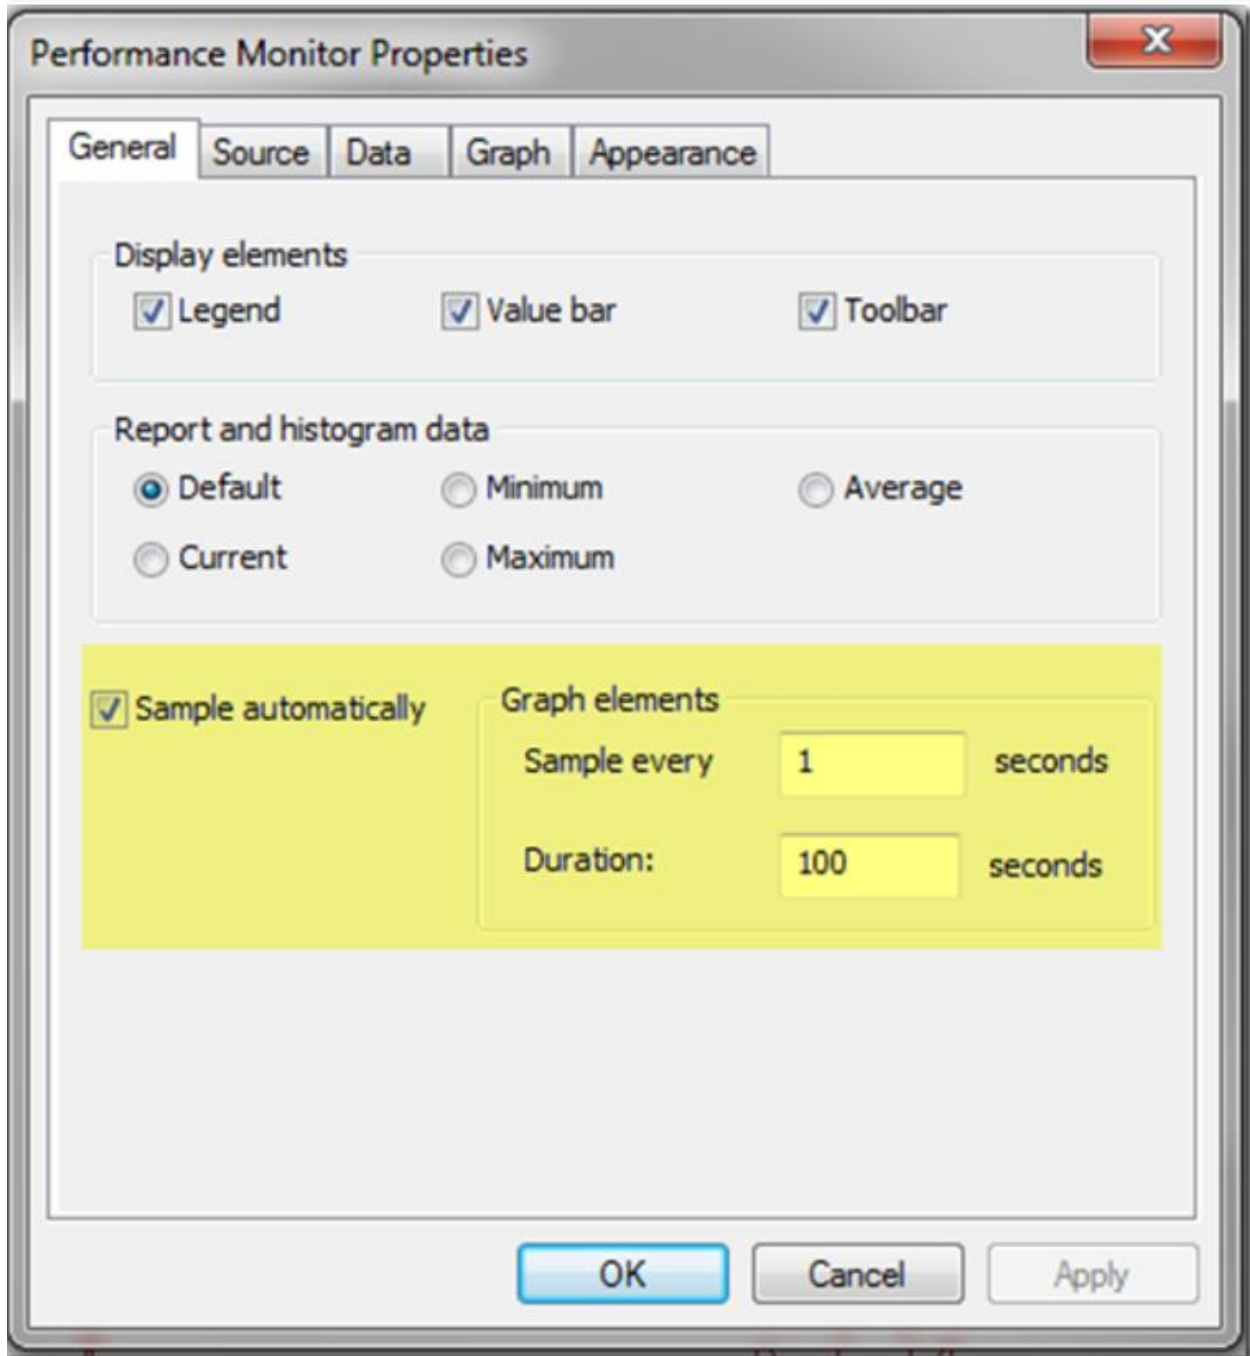 Performance Monitor Properties
General Source Data Graph Appearance
Display elements
Legend Value bar Toolbar
Report and histogram data
Default Minimum Average
Current Maximum
Sample automatically
Graph elements
Sample every 1 seconds
Duration: 100 seconds
OK Cancel Apply